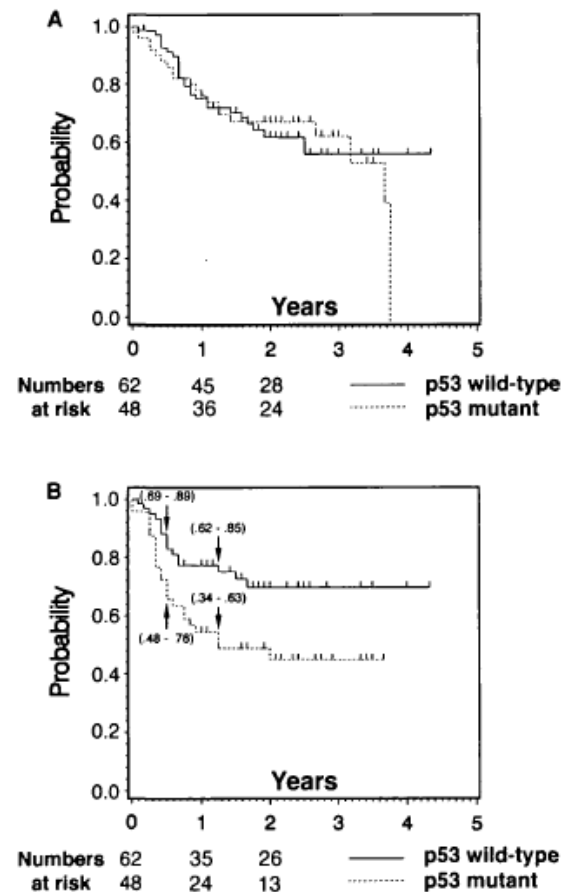 A
1.0
0.8
0.6
0.4
0.2
0.0
Probability
Years
0 1 2 3 4 5
Numbers 62 45 28 p53 wild-type
at risk 48 36 24 p53 mutant
B
1.0
0.8
0.6
0.4
0.2
0.0
Probability
(.69 - .89)
(.62 - .85)
(.34 - .63)
(.48 - .76)
Years
0 1 2 3 4 5
Numbers 62 35 26 p53 wild-type
at risk 48 24 13 p53 mutant